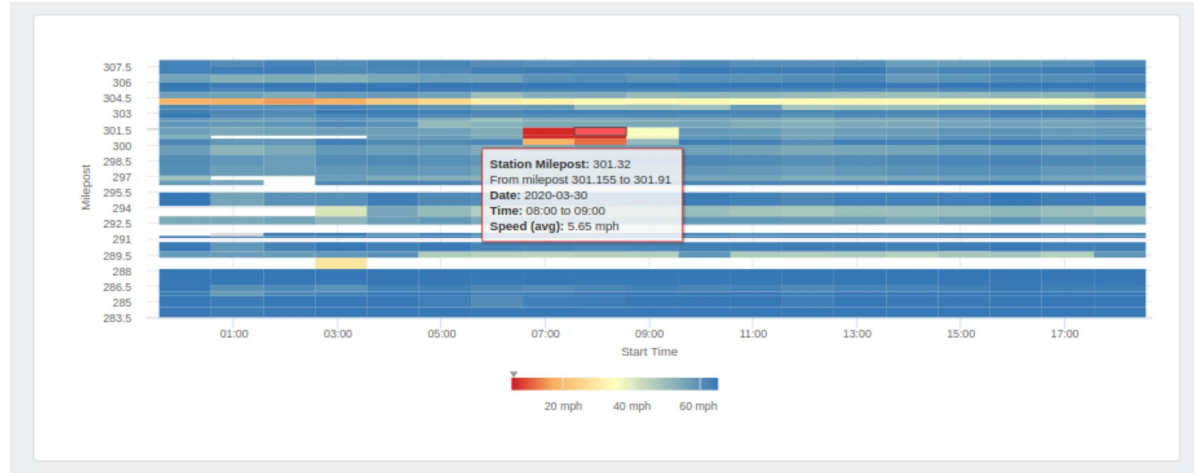 307.5
306
304.5
303
301.5
300
298.5
297
295.5
294
292.5
291
289.5
288
286.5
285
283.5
Milepost
Station Milepost: 301.32
From milepost 301.155 to 301.91
Date: 2020-03-30
Time: 08:00 to 09:00
Speed (avg): 5.65 mph
01:00 03:00 05:00 07:00 09:00 11:00 13:00 15:00 17:00
Start Time
20 mph 40 mph 60 mph